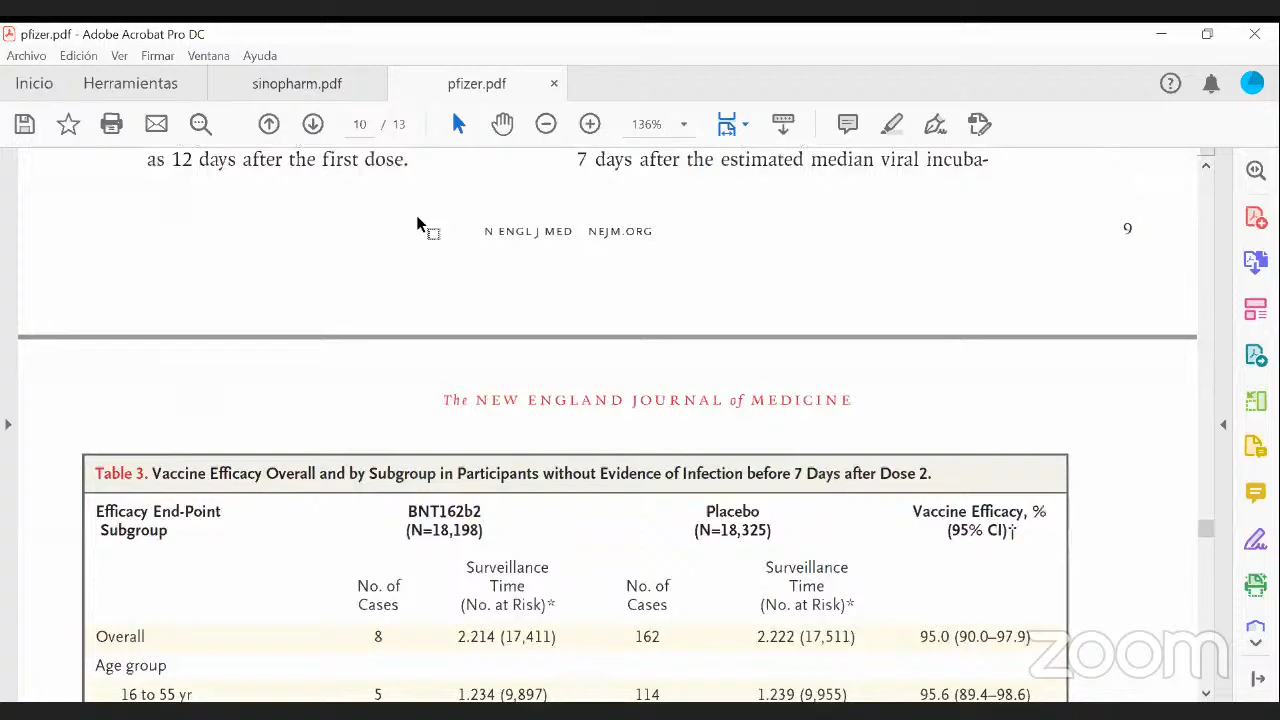 pfizer.pdf - Adobe Acrobat Pro DC
Archivo Edición Ver Firmar Ventana Ayuda
Inicio Herramientas sinopharm.pdf pfizer.pdf ×
10 / 13 136%
as 12 days after the first dose. 7 days after the estimated median viral incuba-
N ENGL J MED NEJM.ORG 9
The NEW ENGLAND JOURNAL of MEDICINE
Table 3. Vaccine Efficacy Overall and by Subgroup in Participants without Evidence of Infection before 7 Days after Dose 2.
Efficacy End-Point BNT162b2 Placebo Vaccine Efficacy, %
Subgroup (N=18,198) (N=18,325) (95% CI)†
Surveillance Surveillance
No. of Time No. of Time
Cases (No. at Risk)* Cases (No. at Risk)*
Overall 8 2.214 (17,411) 162 2.222 (17,511) 95.0 (90.0–97.9)
Age group
16 to 55 yr 5 1.234 (9,897) 114 1.239 (9,955) 95.6 (89.4–98.6)
zoom